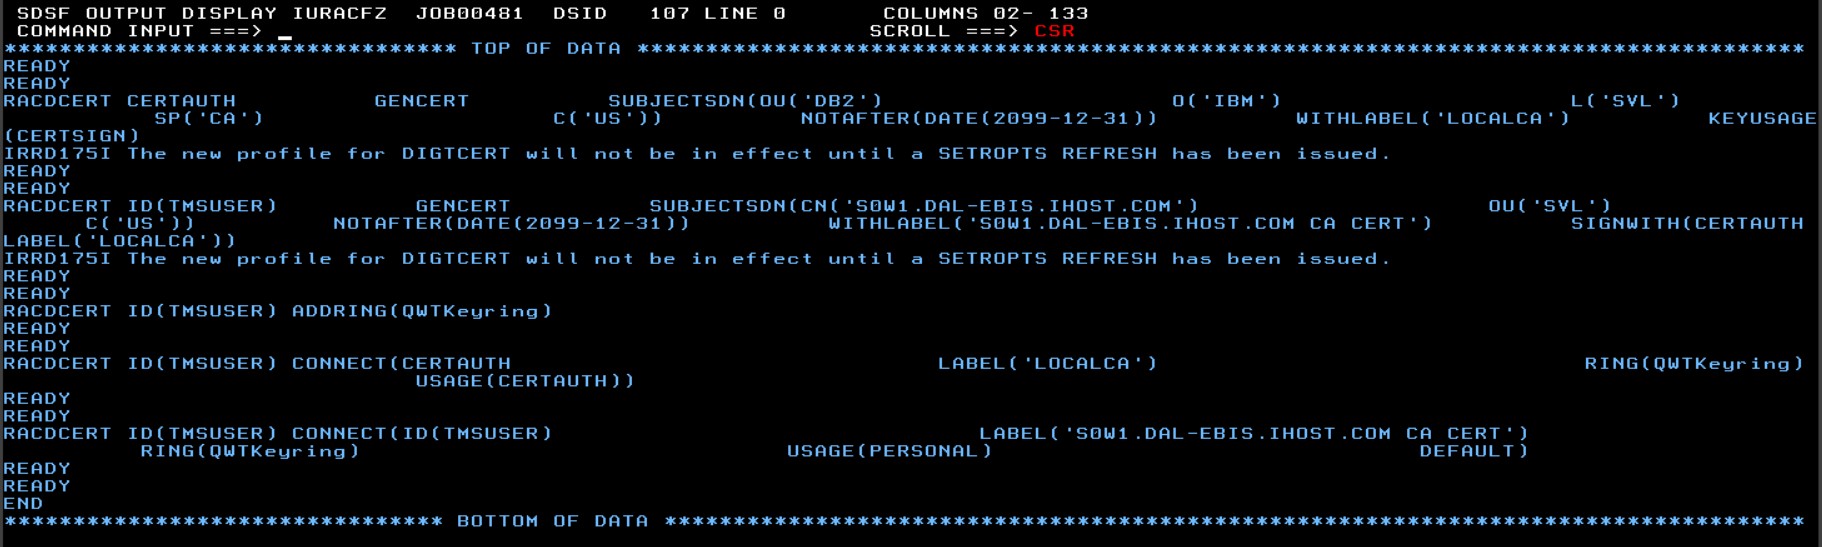 SDSF OUTPUT DISPLAY IURACFZ  JOB00481  DSID   107 LINE 0       COLUMNS 02- 133
COMMAND INPUT ===> _                                          SCROLL ===> CSR
********************************* TOP OF DATA *************************************************************************************
READY
READY
RACDCERT CERTAUTH          GENCERT          SUBJECTSDN(OU('DB2')                     O('IBM')                     L('SVL')
           SP('CA')                     C('US'))          NOTAFTER(DATE(2099-12-31))          WITHLABEL('LOCALCA')          KEYUSAGE
(CERTSIGN)
IRRD175I The new profile for DIGTCERT will not be in effect until a SETROPTS REFRESH has been issued.
READY
READY
RACDCERT ID(TMSUSER)          GENCERT          SUBJECTSDN(CN('S0W1.DAL-EBIS.IHOST.COM')                     OU('SVL')
      C('US'))          NOTAFTER(DATE(2099-12-31))          WITHLABEL('S0W1.DAL-EBIS.IHOST.COM CA CERT')          SIGNWITH(CERTAUTH
LABEL('LOCALCA'))
IRRD175I The new profile for DIGTCERT will not be in effect until a SETROPTS REFRESH has been issued.
READY
READY
RACDCERT ID(TMSUSER) ADDRING(QWTKeyring)
READY
READY
RACDCERT ID(TMSUSER) CONNECT(CERTAUTH                               LABEL('LOCALCA')                               RING(QWTKeyring)
                              USAGE(CERTAUTH))
READY
READY
RACDCERT ID(TMSUSER) CONNECT(ID(TMSUSER)                               LABEL('S0W1.DAL-EBIS.IHOST.COM CA CERT')
          RING(QWTKeyring)                               USAGE(PERSONAL)                               DEFAULT)
READY
READY
END
******************************** BOTTOM OF DATA ***********************************************************************************